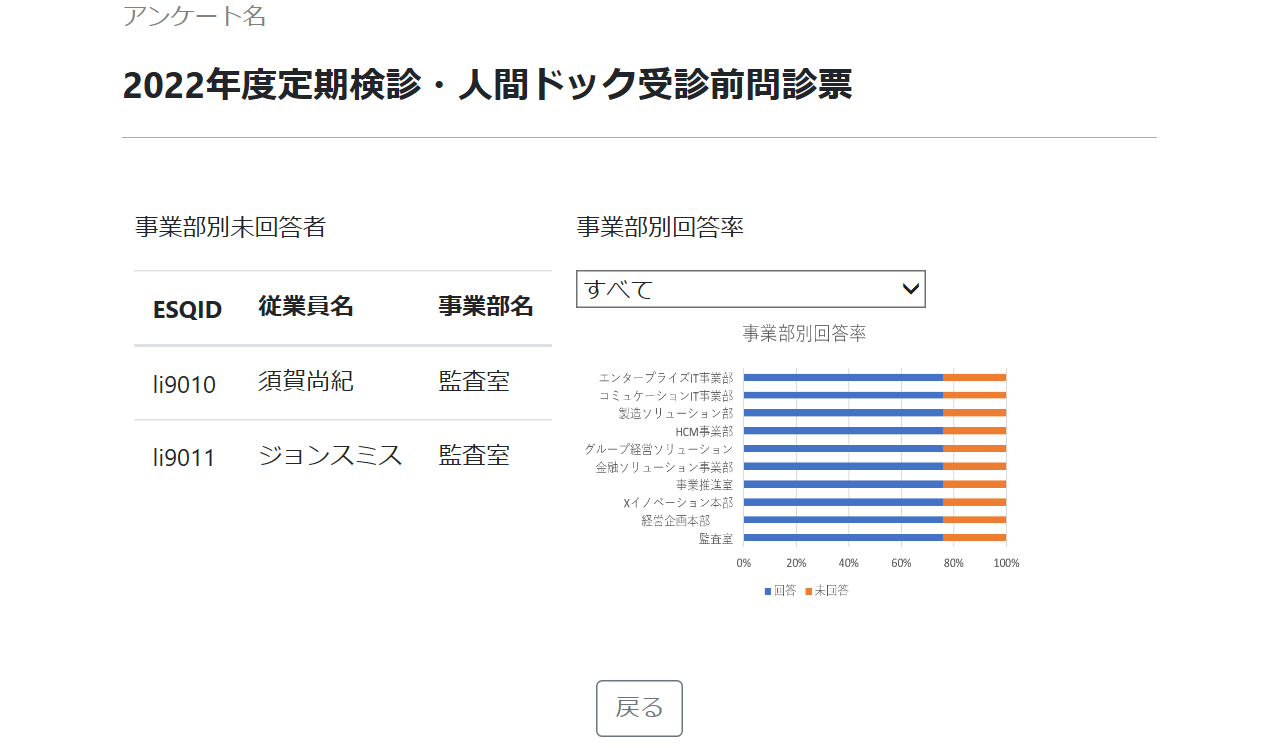 アンケート名
2022年度定期検診・人間ドック受診前問診票
事業部別未回答者
ESQID 従業員名 事業部名
li9010 須賀尚紀 監査室
li9011 ジョンスミス 監査室
事業部別回答率
すべて
事業部別回答率
エンタープライズIT事業部
コミュケーションIT事業部
製造ソリューション部
HCM事業部
グループ経営ソリューション
金融ソリューション事業部
事業推進室
Xイノベーション本部
経営企画本部
監査室
0% 20% 40% 60% 80% 100%
回答 未回答
戻る